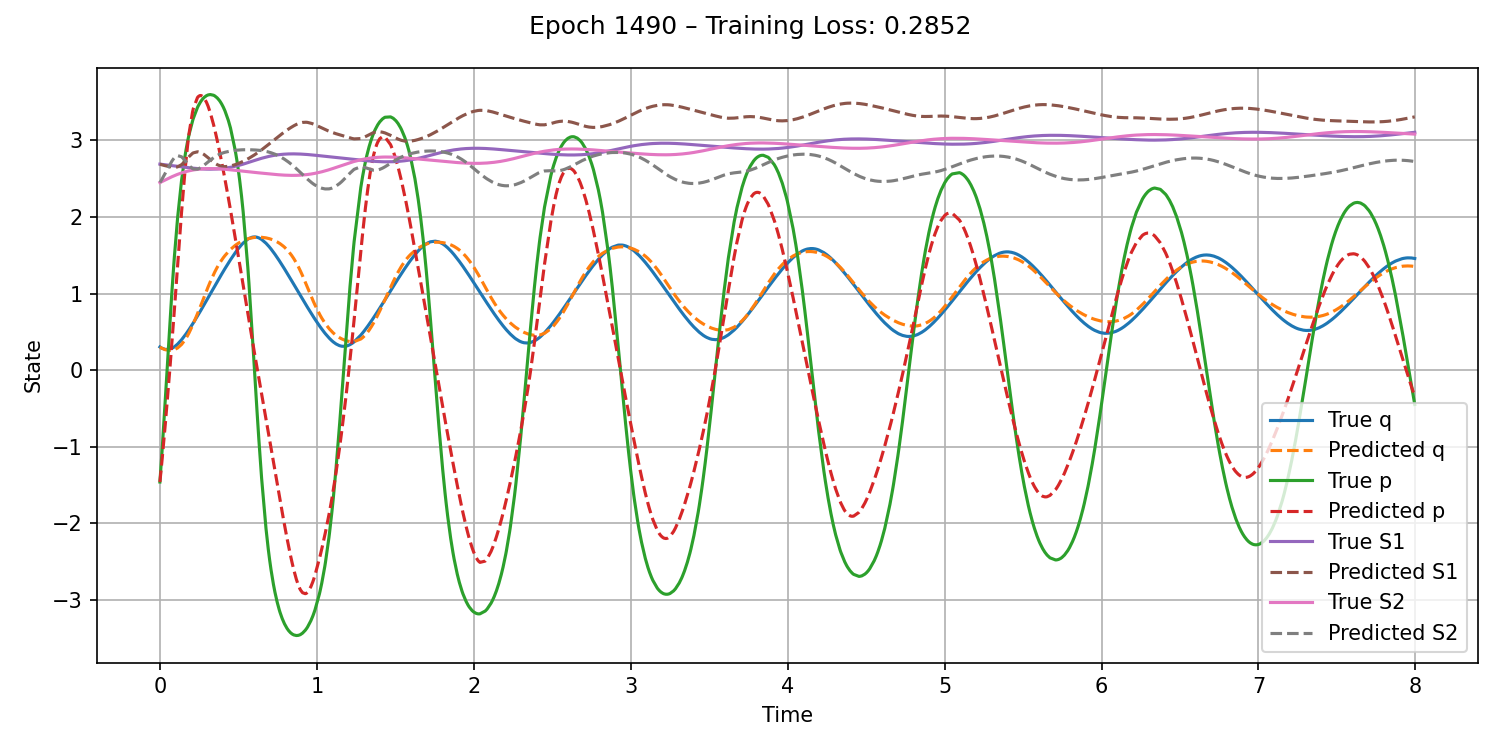 Epoch 1490 – Training Loss: 0.2852
3
2
1
0
−1
−2
−3
State
0 1 2 3 4 5 6 7 8
Time
True q
Predicted q
True p
Predicted p
True S1
Predicted S1
True S2
Predicted S2